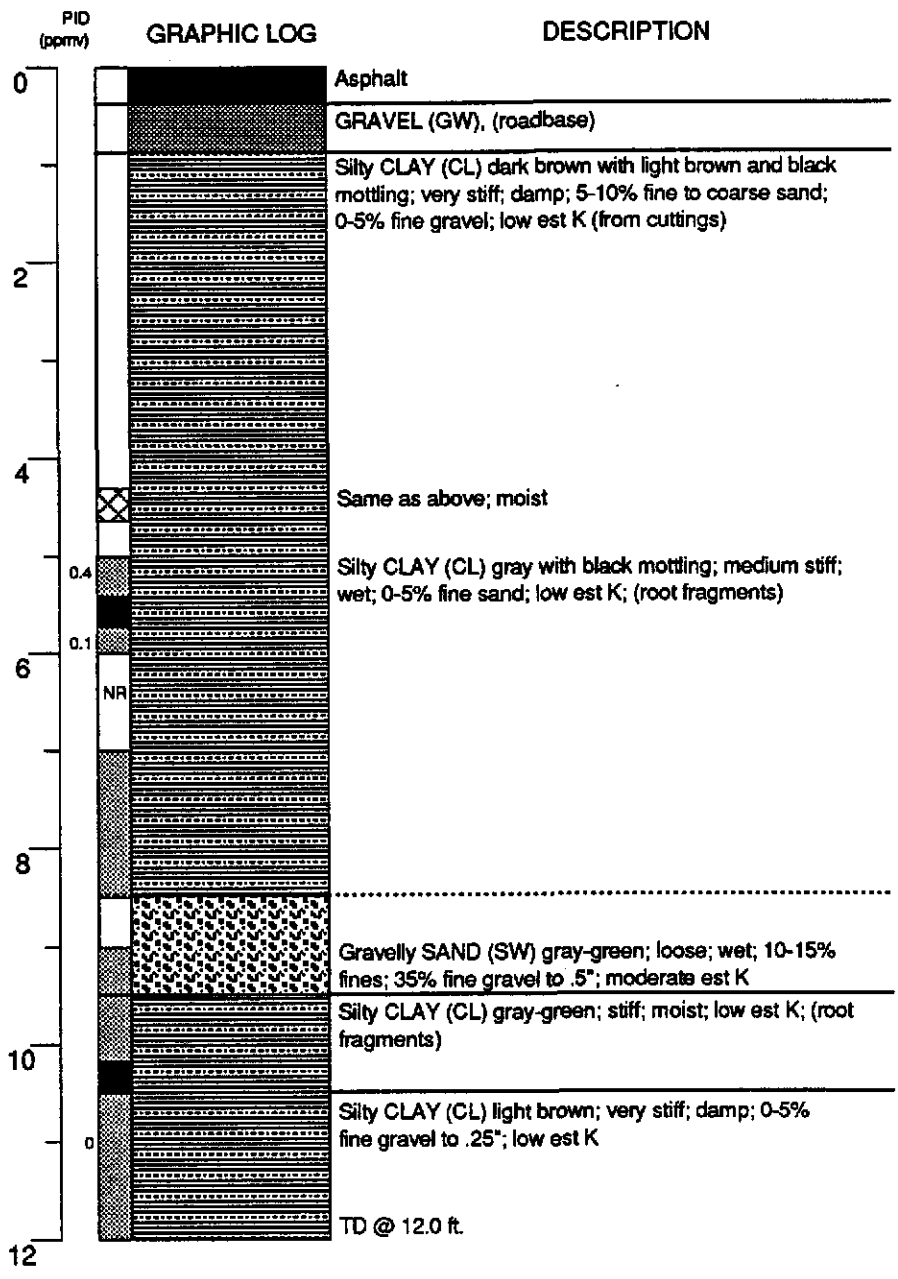 PID
(ppmv)
GRAPHIC LOG
DESCRIPTION
0
Asphalt
GRAVEL (GW), (roadbase)
Silty CLAY (CL) dark brown with light brown and black
mottling; very stiff; damp; 5-10% fine to coarse sand;
0-5% fine gravel; low est K (from cuttings)
2
4
Same as above; moist
0.4
Silty CLAY (CL) gray with black mottling; medium stiff;
wet; 0-5% fine sand; low est K; (root fragments)
0.1
6
NR
8
Gravelly SAND (SW) gray-green; loose; wet; 10-15%
fines; 35% fine gravel to .5"; moderate est K
Silty CLAY (CL) gray-green; stiff; moist; low est K; (root
fragments)
10
Silty CLAY (CL) light brown; very stiff; damp; 0-5%
fine gravel to .25"; low est K
0
TD @ 12.0 ft.
12